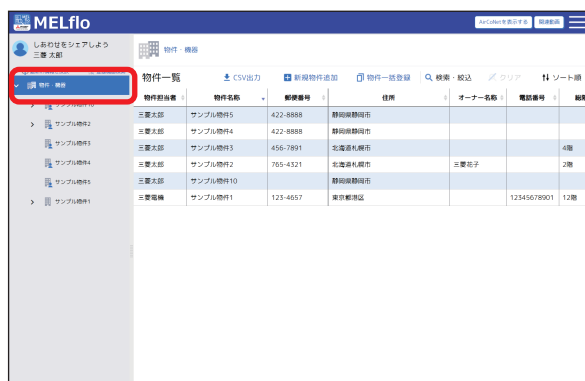 MELflo
AirCoNetを表示する 関連動画
しあわせをシェアしよう
三菱 太郎
物件・機器
物件・機器
サンプル物件2
サンプル物件3
サンプル物件4
サンプル物件5
サンプル物件1
物件一覧 CSV出力 新規物件追加 物件一括登録 検索・絞込 クリア ソート順
物件担当者 物件名称 郵便番号 住所 オーナー名称 電話番号
三菱太郎 サンプル物件5 422-8888 静岡県静岡市
三菱太郎 サンプル物件4 422-8888 静岡県静岡市
三菱太郎 サンプル物件3 456-7891 北海道札幌市 4階
三菱太郎 サンプル物件2 765-4321 北海道札幌市 三菱花子 2階
三菱太郎 サンプル物件10 静岡県静岡市
三菱電機 サンプル物件1 123-4657 東京都港区 12345678901 12階